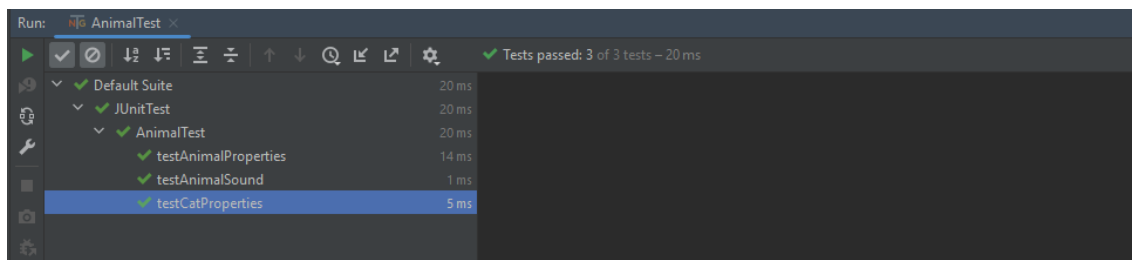 Run: NG AnimalTest
Tests passed: 3 of 3 tests – 20 ms
Default Suite 20 ms
JUnitTest 20 ms
AnimalTest 20 ms
testAnimalProperties 14 ms
testAnimalSound 1 ms
testCatProperties 5 ms